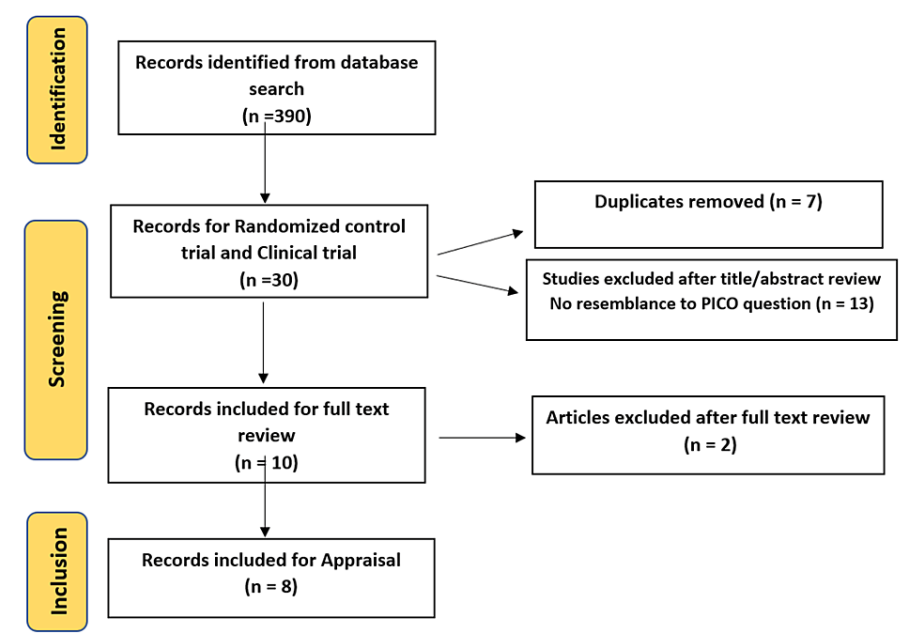 Identification
Records identified from database
search
(n =390)
Screening
Records for Randomized control
trial and Clinical trial
(n =30)
Duplicates removed (n = 7)
Studies excluded after title/abstract review
No resemblance to PICO question (n = 13)
Records included for full text
review
(n = 10)
Articles excluded after full text review
(n = 2)
Inclusion
Records included for Appraisal
(n = 8)